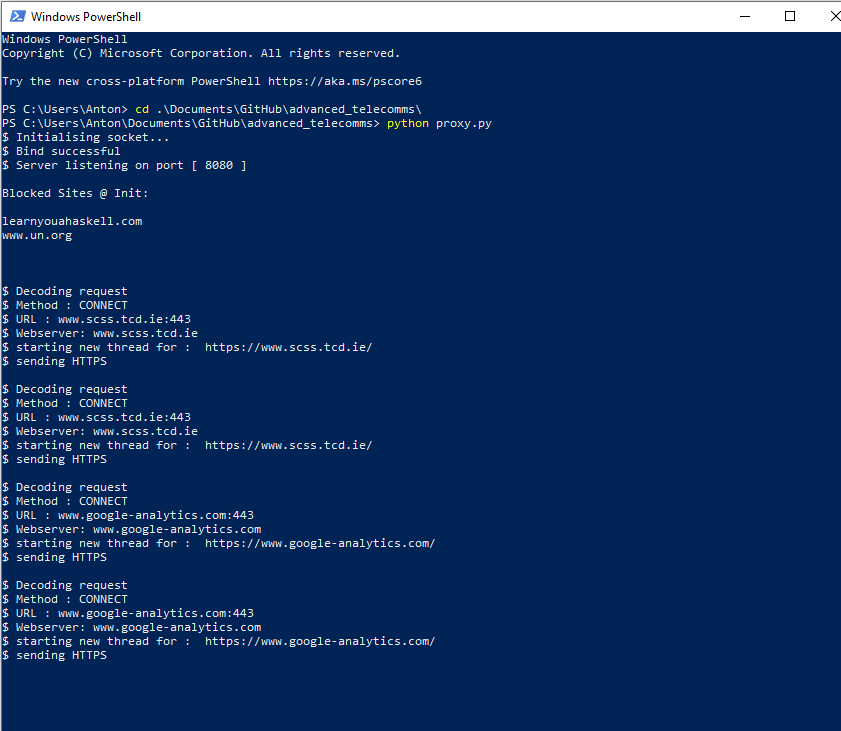 Windows PowerShell
Windows PowerShell
Copyright (C) Microsoft Corporation. All rights reserved.
Try the new cross-platform PowerShell https://aka.ms/pscore6
PS C:\Users\Anton> cd .\Documents\GitHub\advanced_telecomms\
PS C:\Users\Anton\Documents\GitHub\advanced_telecomms> python proxy.py
$ Initialising socket...
$ Bind successful
$ Server listening on port [ 8080 ]
Blocked Sites @ Init:
learnyouahaskell.com
www.un.org
$ Decoding request
$ Method : CONNECT
$ URL : www.scss.tcd.ie:443
$ Webserver: www.scss.tcd.ie
$ starting new thread for :  https://www.scss.tcd.ie/
$ sending HTTPS
$ Decoding request
$ Method : CONNECT
$ URL : www.scss.tcd.ie:443
$ Webserver: www.scss.tcd.ie
$ starting new thread for :  https://www.scss.tcd.ie/
$ sending HTTPS
$ Decoding request
$ Method : CONNECT
$ URL : www.google-analytics.com:443
$ Webserver: www.google-analytics.com
$ starting new thread for :  https://www.google-analytics.com/
$ sending HTTPS
$ Decoding request
$ Method : CONNECT
$ URL : www.google-analytics.com:443
$ Webserver: www.google-analytics.com
$ starting new thread for :  https://www.google-analytics.com/
$ sending HTTPS